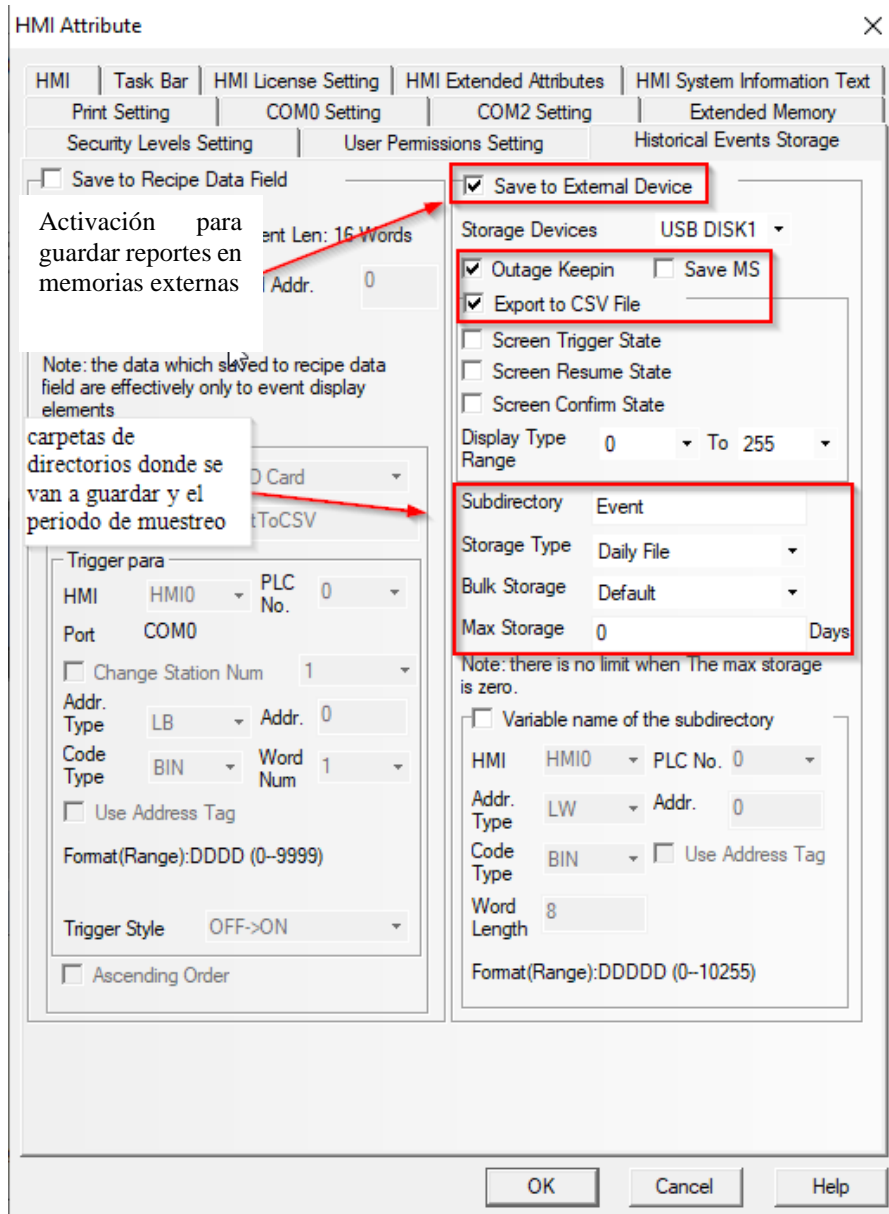 HMI Attribute
HMI Task Bar HMI License Setting HMI Extended Attributes HMI System Information Text
Print Setting COM0 Setting COM2 Setting Extended Memory
Security Levels Setting User Permissions Setting Historical Events Storage
Save to Recipe Data Field
Activación para
guardar reportes en
memorias externas
Len: 16 Words
Addr. 0
Note: the data which saved to recipe data
field are effectively only to event display
elements
carpetas de
directorios donde se
van a guardar y el
periodo de muestreo
Card
ToCSV
Trigger para
HMI HMI0 PLC No. 0
Port COM0
Change Station Num 1
Addr. Type LB Addr. 0
Code Type BIN Word Num 1
Use Address Tag
Format(Range):DDDD (0--9999)
Trigger Style OFF->ON
Ascending Order
Save to External Device
Storage Devices USB DISK1
Outage Keepin Save MS
Export to CSV File
Screen Trigger State
Screen Resume State
Screen Confirm State
Display Type Range 0 To 255
Subdirectory Event
Storage Type Daily File
Bulk Storage Default
Max Storage 0 Days
Note: there is no limit when The max storage
is zero.
Variable name of the subdirectory
HMI HMI0 PLC No. 0
Addr. Type LW Addr. 0
Code Type BIN Use Address Tag
Word Length 8
Format(Range):DDDDD (0--10255)
OK Cancel Help